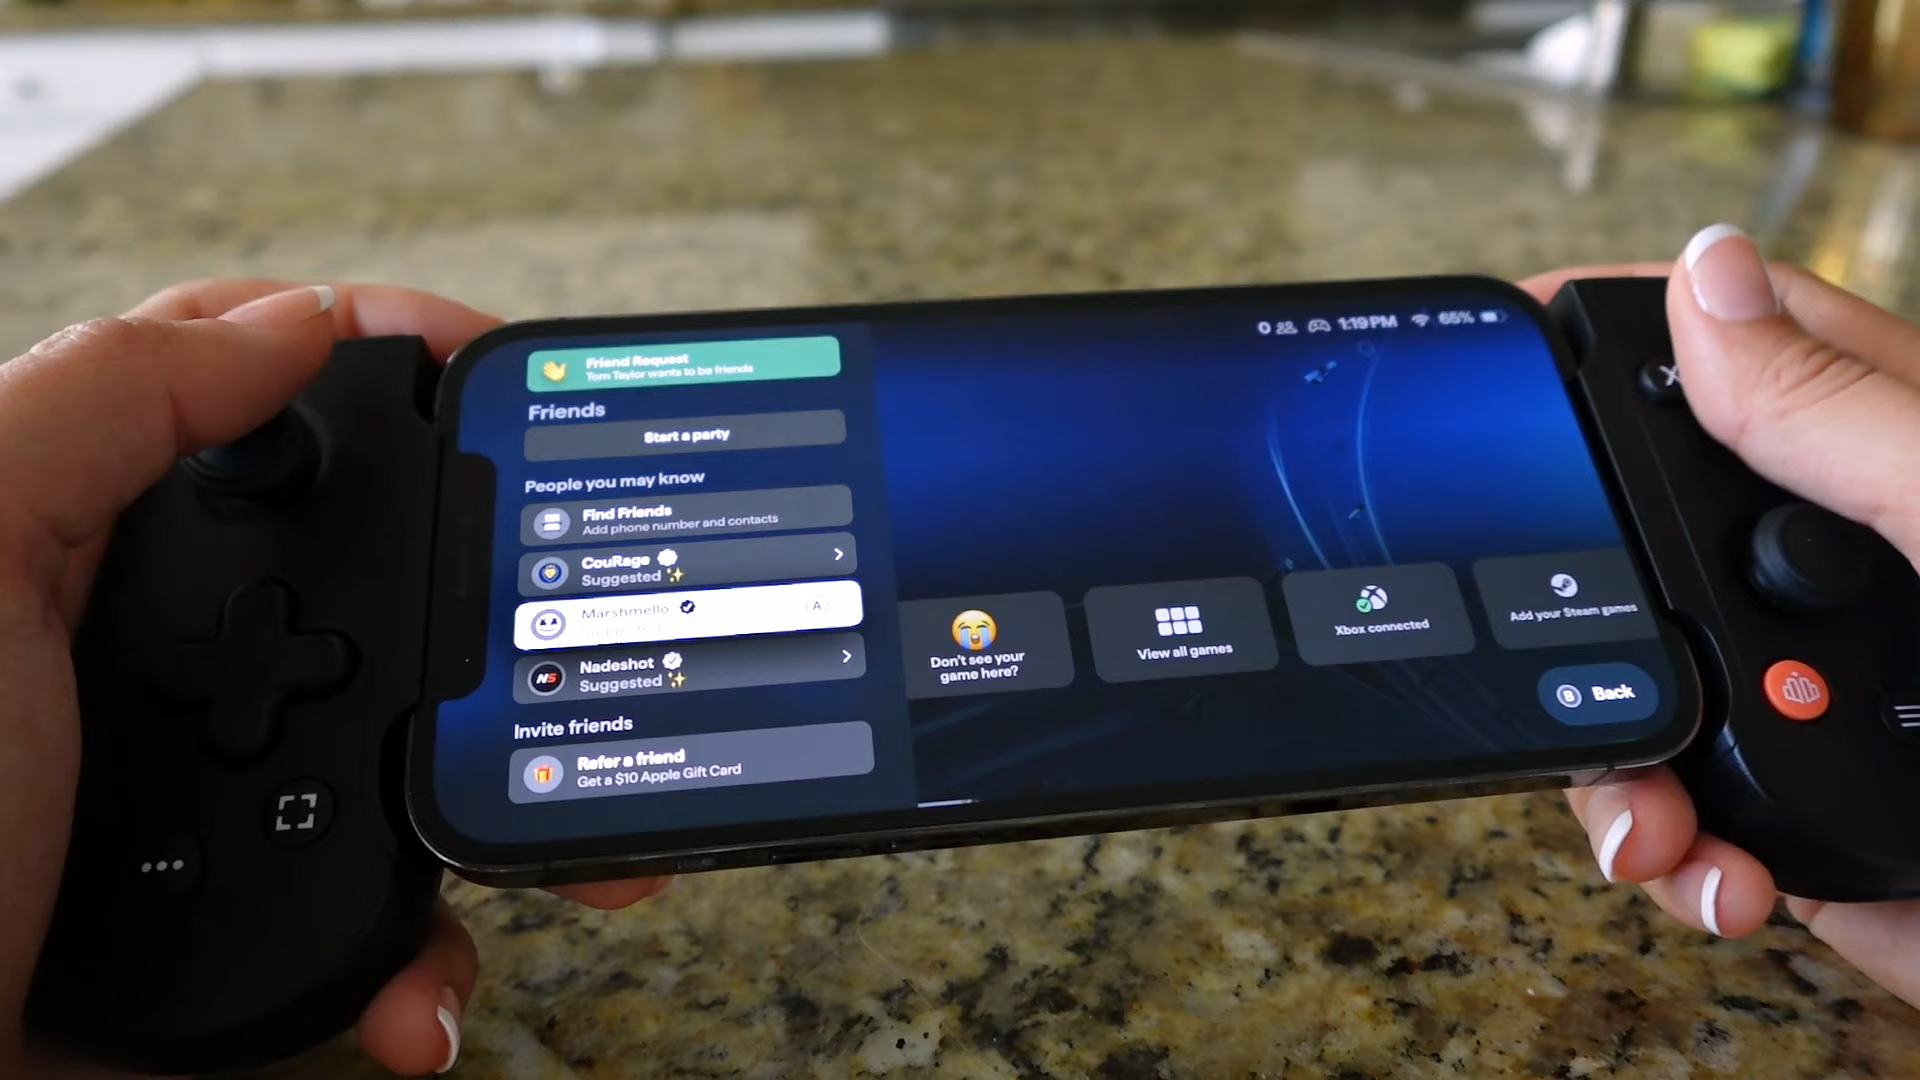 0 1:19 PM 65%
Friend Request
Tom Taylor wants to be friends
Friends
Start a party
People you may know
Find Friends
Add phone number and contacts
CouRage
Suggested ✨
Marshmello
A
Nadeshot
Suggested ✨
Invite friends
Refer a friend
Get a $10 Apple Gift Card
Don't see your
game here?
View all games
Xbox connected
Add your Steam games
B Back
X